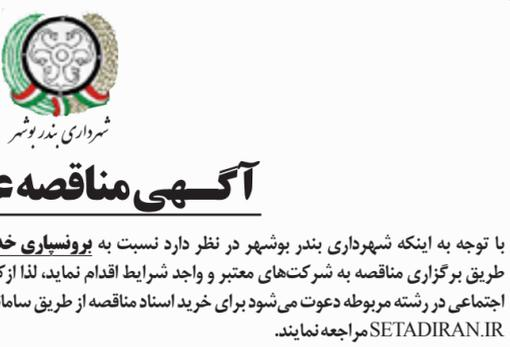 شهرداری بندر بوشهر
آگهی مناقصه
با توجه به اینکه شهرداری بندر بوشهر در نظر دارد نسبت به برونسپاری
طریق برگزاری مناقصه به شرکت‌های معتبر و واجد شرایط اقدام نماید، لذا از
اجتماعی در رشته مربوطه دعوت می‌شود برای خرید اسناد مناقصه از طریق
SETADIRAN.IR مراجعه نمایند.